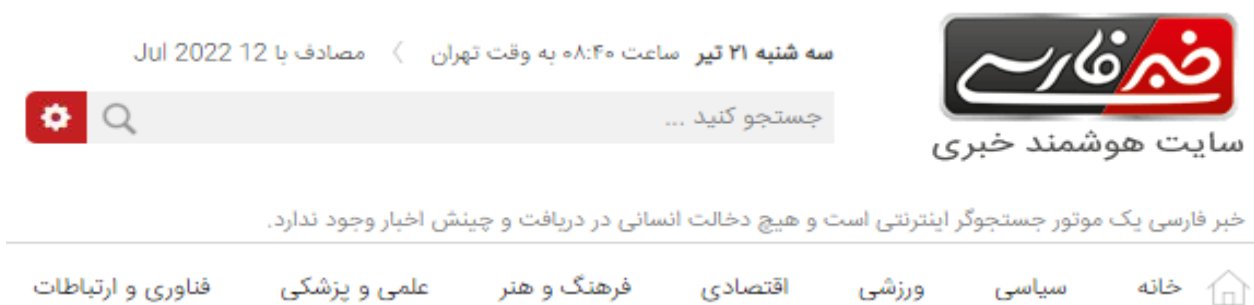 خبر فارسی
سایت هوشمند خبری
سه شنبه ۲۱ تیر ساعت ۰۸:۴۰ به وقت تهران 〉 مصادف با 12 Jul 2022
جستجو کنید ...
خبر فارسی یک موتور جستجوگر اینترنتی است و هیچ دخالت انسانی در دریافت و چینش اخبار وجود ندارد.
خانه سیاسی ورزشی اقتصادی فرهنگ و هنر علمی و پزشکی فناوری و ارتباطات